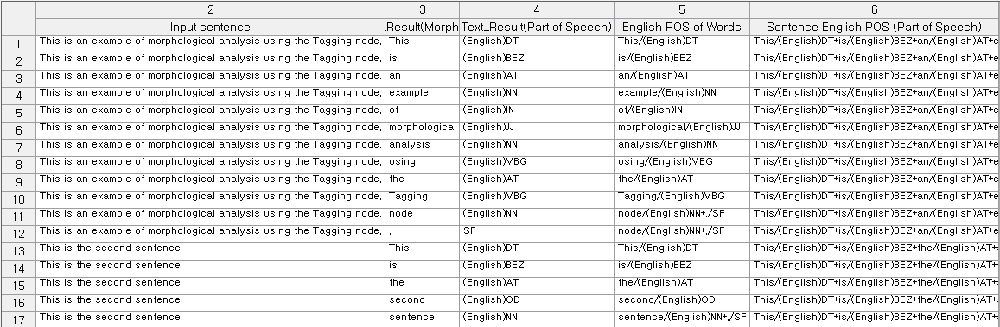 2 3 4 5 6
Input sentence .Result(Morph Text_Result(Part of Speech) English POS of Words Sentence English POS (Part of Speech)
1 This is an example of morphological analysis using the Tagging node, This (English)DT This/(English)DT This/(English)DT+is/(English)BEZ+an/(English)AT+e
2 This is an example of morphological analysis using the Tagging node, is (English)BEZ is/(English)BEZ This/(English)DT+is/(English)BEZ+an/(English)AT+e
3 This is an example of morphological analysis using the Tagging node, an (English)AT an/(English)AT This/(English)DT+is/(English)BEZ+an/(English)AT+e
4 This is an example of morphological analysis using the Tagging node, example (English)NN example/(English)NN This/(English)DT+is/(English)BEZ+an/(English)AT+e
5 This is an example of morphological analysis using the Tagging node, of (English)IN of/(English)IN This/(English)DT+is/(English)BEZ+an/(English)AT+e
6 This is an example of morphological analysis using the Tagging node, morphological (English)JJ morphological/(English)JJ This/(English)DT+is/(English)BEZ+an/(English)AT+e
7 This is an example of morphological analysis using the Tagging node, analysis (English)NN analysis/(English)NN This/(English)DT+is/(English)BEZ+an/(English)AT+e
8 This is an example of morphological analysis using the Tagging node, using (English)VBG using/(English)VBG This/(English)DT+is/(English)BEZ+an/(English)AT+e
9 This is an example of morphological analysis using the Tagging node, the (English)AT the/(English)AT This/(English)DT+is/(English)BEZ+an/(English)AT+e
10 This is an example of morphological analysis using the Tagging node, Tagging (English)VBG Tagging/(English)VBG This/(English)DT+is/(English)BEZ+an/(English)AT+e
11 This is an example of morphological analysis using the Tagging node, node (English)NN node/(English)NN+,/SF This/(English)DT+is/(English)BEZ+an/(English)AT+e
12 This is an example of morphological analysis using the Tagging node, , SF node/(English)NN+,/SF This/(English)DT+is/(English)BEZ+an/(English)AT+e
13 This is the second sentence, This (English)DT This/(English)DT This/(English)DT+is/(English)BEZ+the/(English)AT+s
14 This is the second sentence, is (English)BEZ is/(English)BEZ This/(English)DT+is/(English)BEZ+the/(English)AT+s
15 This is the second sentence, the (English)AT the/(English)AT This/(English)DT+is/(English)BEZ+the/(English)AT+s
16 This is the second sentence, second (English)OD second/(English)OD This/(English)DT+is/(English)BEZ+the/(English)AT+s
17 This is the second sentence, sentence (English)NN sentence/(English)NN+,/SF This/(English)DT+is/(English)BEZ+the/(English)AT+s